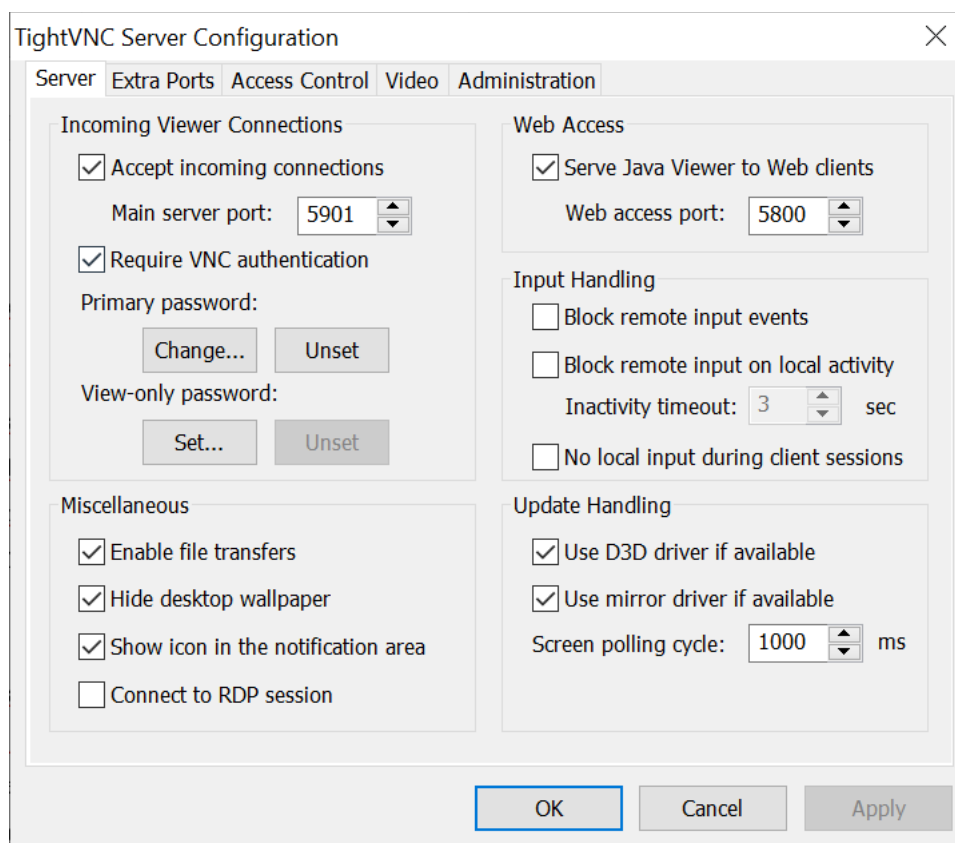 TightVNC Server Configuration
Server Extra Ports Access Control Video Administration
Incoming Viewer Connections
Accept incoming connections
Main server port: 5901
Require VNC authentication
Primary password:
Change... Unset
View-only password:
Set... Unset
Web Access
Serve Java Viewer to Web clients
Web access port: 5800
Input Handling
Block remote input events
Block remote input on local activity
Inactivity timeout: 3 sec
No local input during client sessions
Miscellaneous
Enable file transfers
Hide desktop wallpaper
Show icon in the notification area
Connect to RDP session
Update Handling
Use D3D driver if available
Use mirror driver if available
Screen polling cycle: 1000 ms
OK Cancel Apply